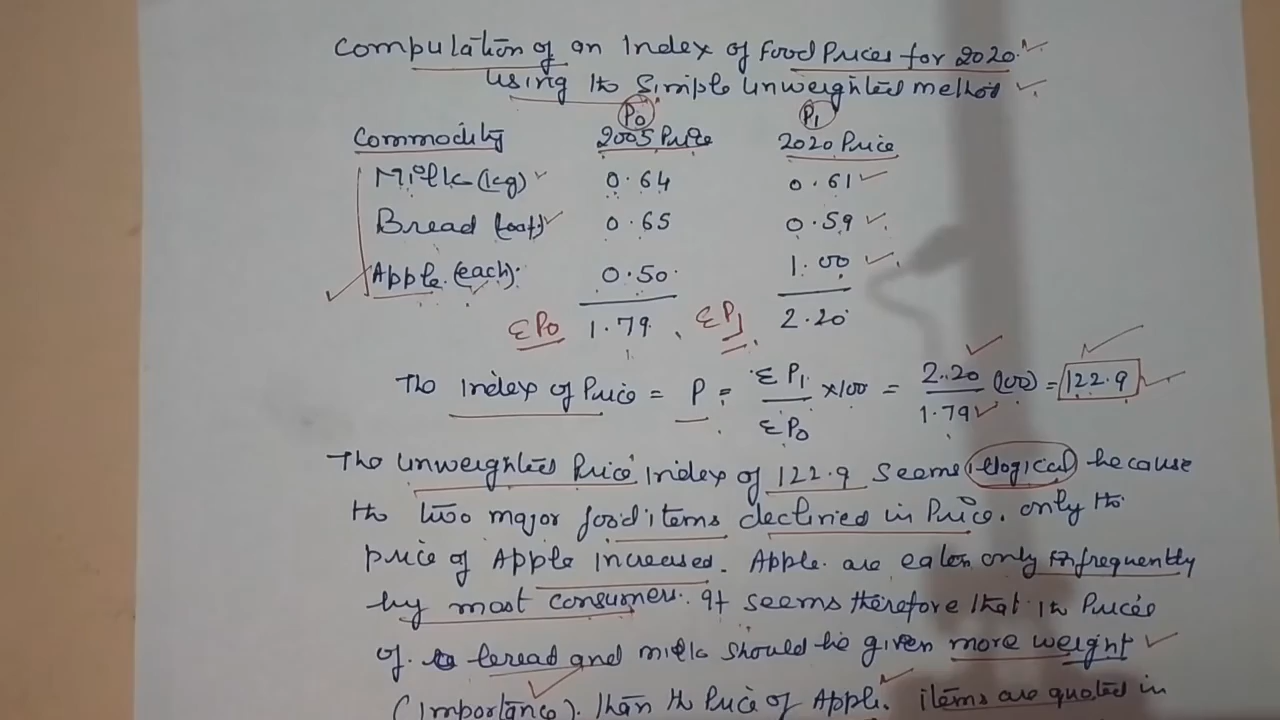 Computation of an Index of Food Prices for 2020.
using the Simple Unweighted method
P0 P1
Commodity 2005 Price 2020 Price
Milk (kg) 0.64 0.61
Bread (loaf) 0.65 0.59
Apple (each). 0.50 1.00
ΣP0 1.79 ΣP1 2.20
The Index of Price = P = ΣP1/ΣP0 ×100 = 2.20/1.79 (100) = 122.9
The Unweighted Price Index of 122.9 seems illogical because
the two major food items declined in Price. only the
price of Apple increased. Apple are eaten only infrequently
by most consumers. It seems therefore that the Prices
of bread and milk should be given more weight
(Importance). Than the Price of Apple. items are quoted in